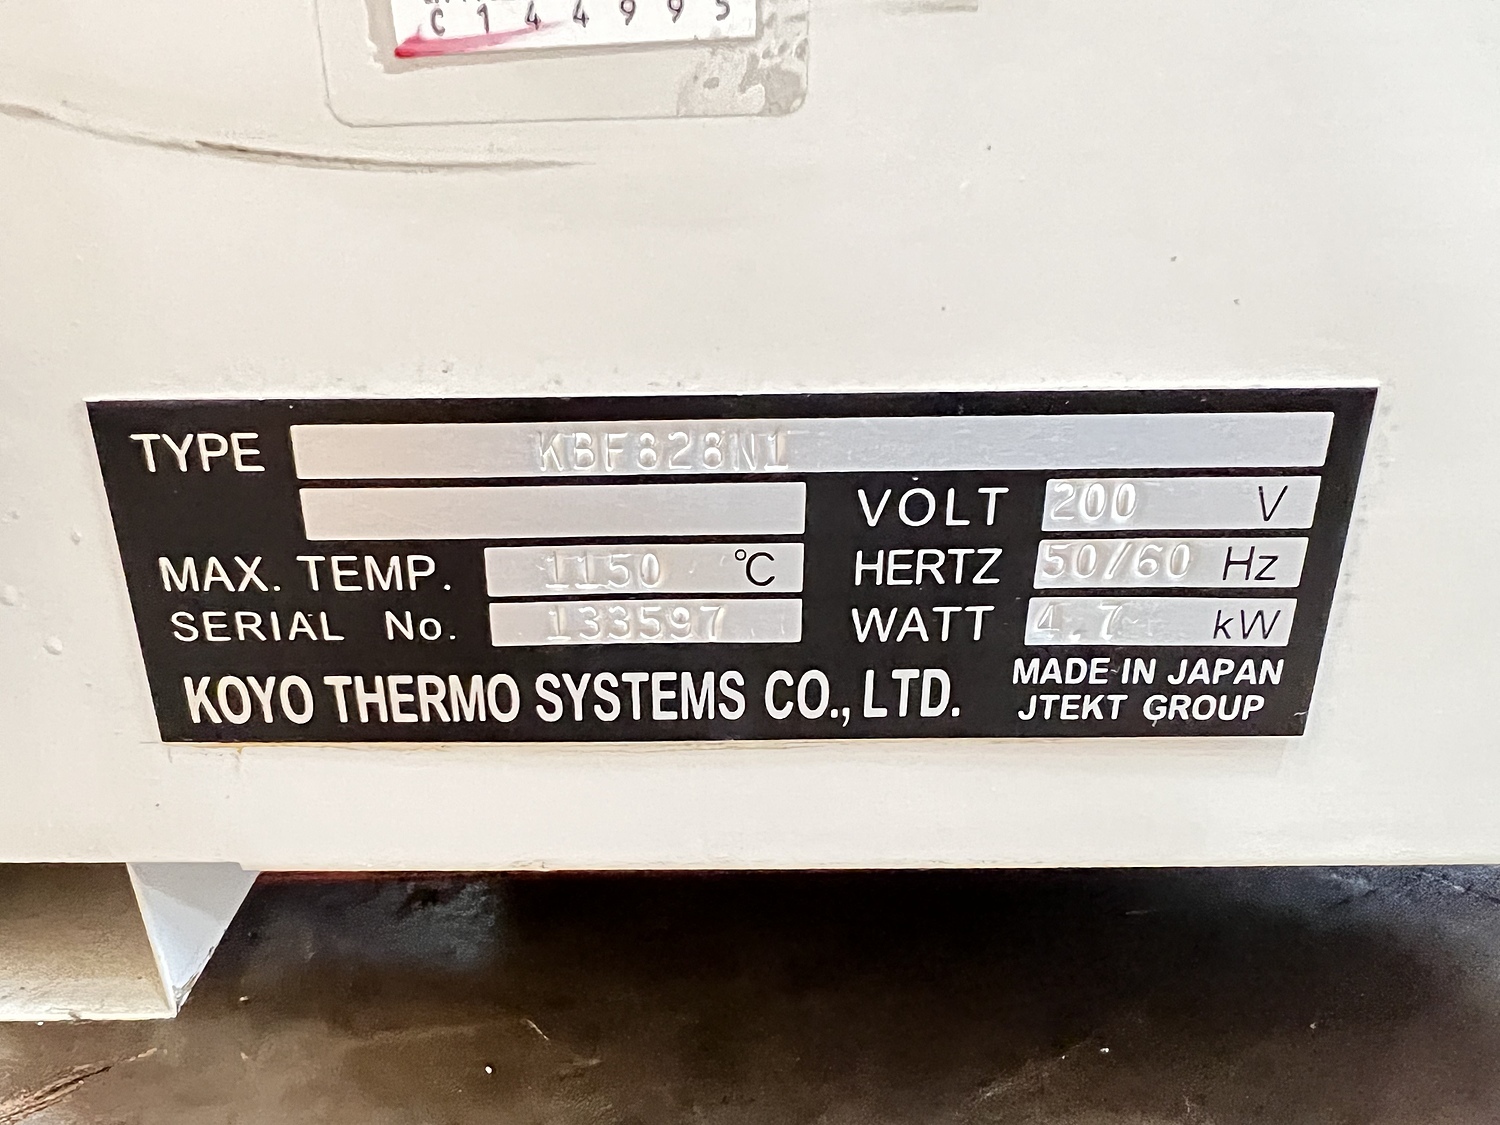 C144995
TYPE KBF828N1
VOLT 200 V
MAX. TEMP. 1150 °C
HERTZ 50/60 Hz
SERIAL No. 133597
WATT 4.7 kW
KOYO THERMO SYSTEMS CO., LTD.
MADE IN JAPAN
JTEKT GROUP